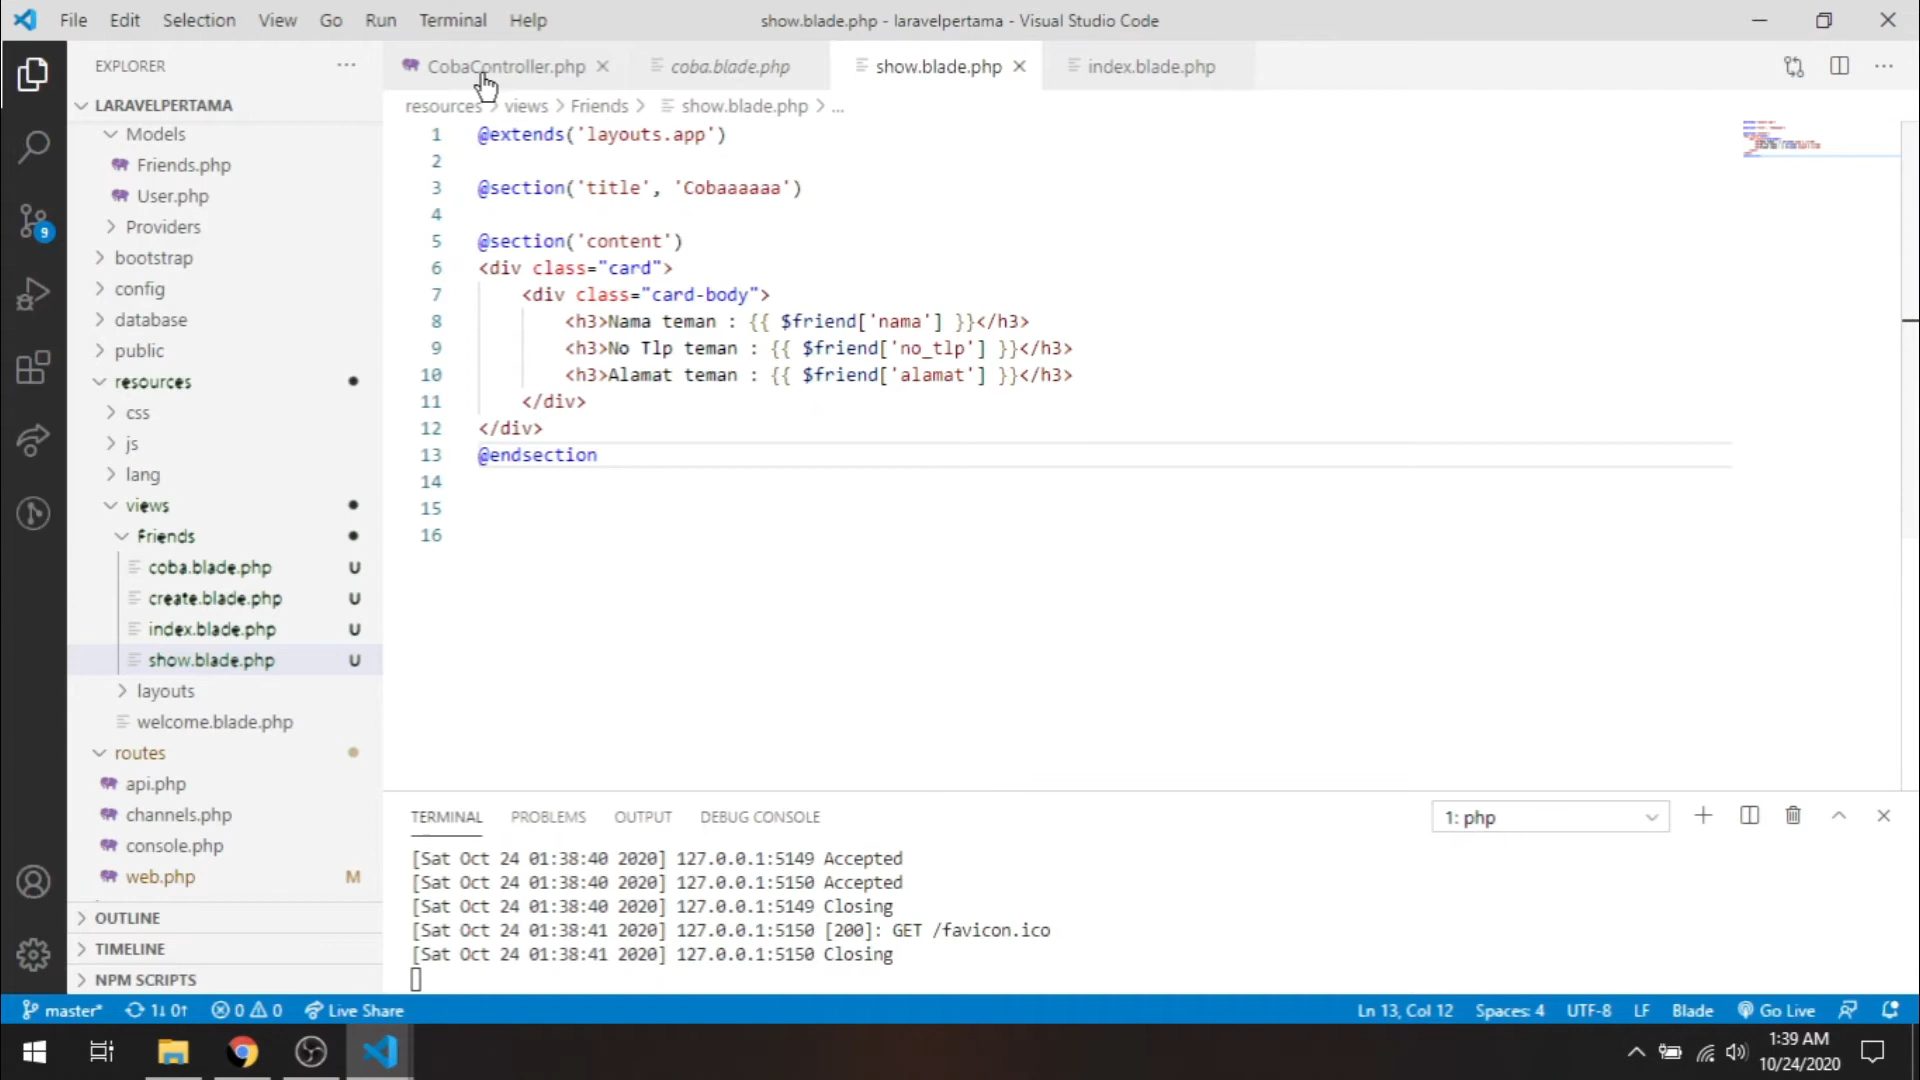 File Edit Selection View Go Run Terminal Help
show.blade.php - laravelpertama - Visual Studio Code
EXPLORER
CobaController.php
coba.blade.php
show.blade.php
index.blade.php
LARAVELPERTAMA
resources > views > Friends > show.blade.php > ...
Models
Friends.php
User.php
Providers
bootstrap
config
database
public
resources
css
js
lang
views
Friends
coba.blade.php U
create.blade.php U
index.blade.php U
show.blade.php U
layouts
welcome.blade.php
routes
api.php
channels.php
console.php
web.php M
OUTLINE
TIMELINE
NPM SCRIPTS
9
1 @extends('layouts.app')
2
3 @section('title', 'Cobaaaaaa')
4
5 @section('content')
6 <div class="card">
7 <div class="card-body">
8 <h3>Nama teman : {{ $friend['nama'] }}</h3>
9 <h3>No Tlp teman : {{ $friend['no_tlp'] }}</h3>
10 <h3>Alamat teman : {{ $friend['alamat'] }}</h3>
11 </div>
12 </div>
13 @endsection
14
15
16
TERMINAL PROBLEMS OUTPUT DEBUG CONSOLE
1: php
[Sat Oct 24 01:38:40 2020] 127.0.0.1:5149 Accepted
[Sat Oct 24 01:38:40 2020] 127.0.0.1:5150 Accepted
[Sat Oct 24 01:38:40 2020] 127.0.0.1:5149 Closing
[Sat Oct 24 01:38:41 2020] 127.0.0.1:5150 [200]: GET /favicon.ico
[Sat Oct 24 01:38:41 2020] 127.0.0.1:5150 Closing
master* 1↓ 0↑ 0 0 Live Share
Ln 13, Col 12 Spaces: 4 UTF-8 LF Blade Go Live
1:39 AM
10/24/2020